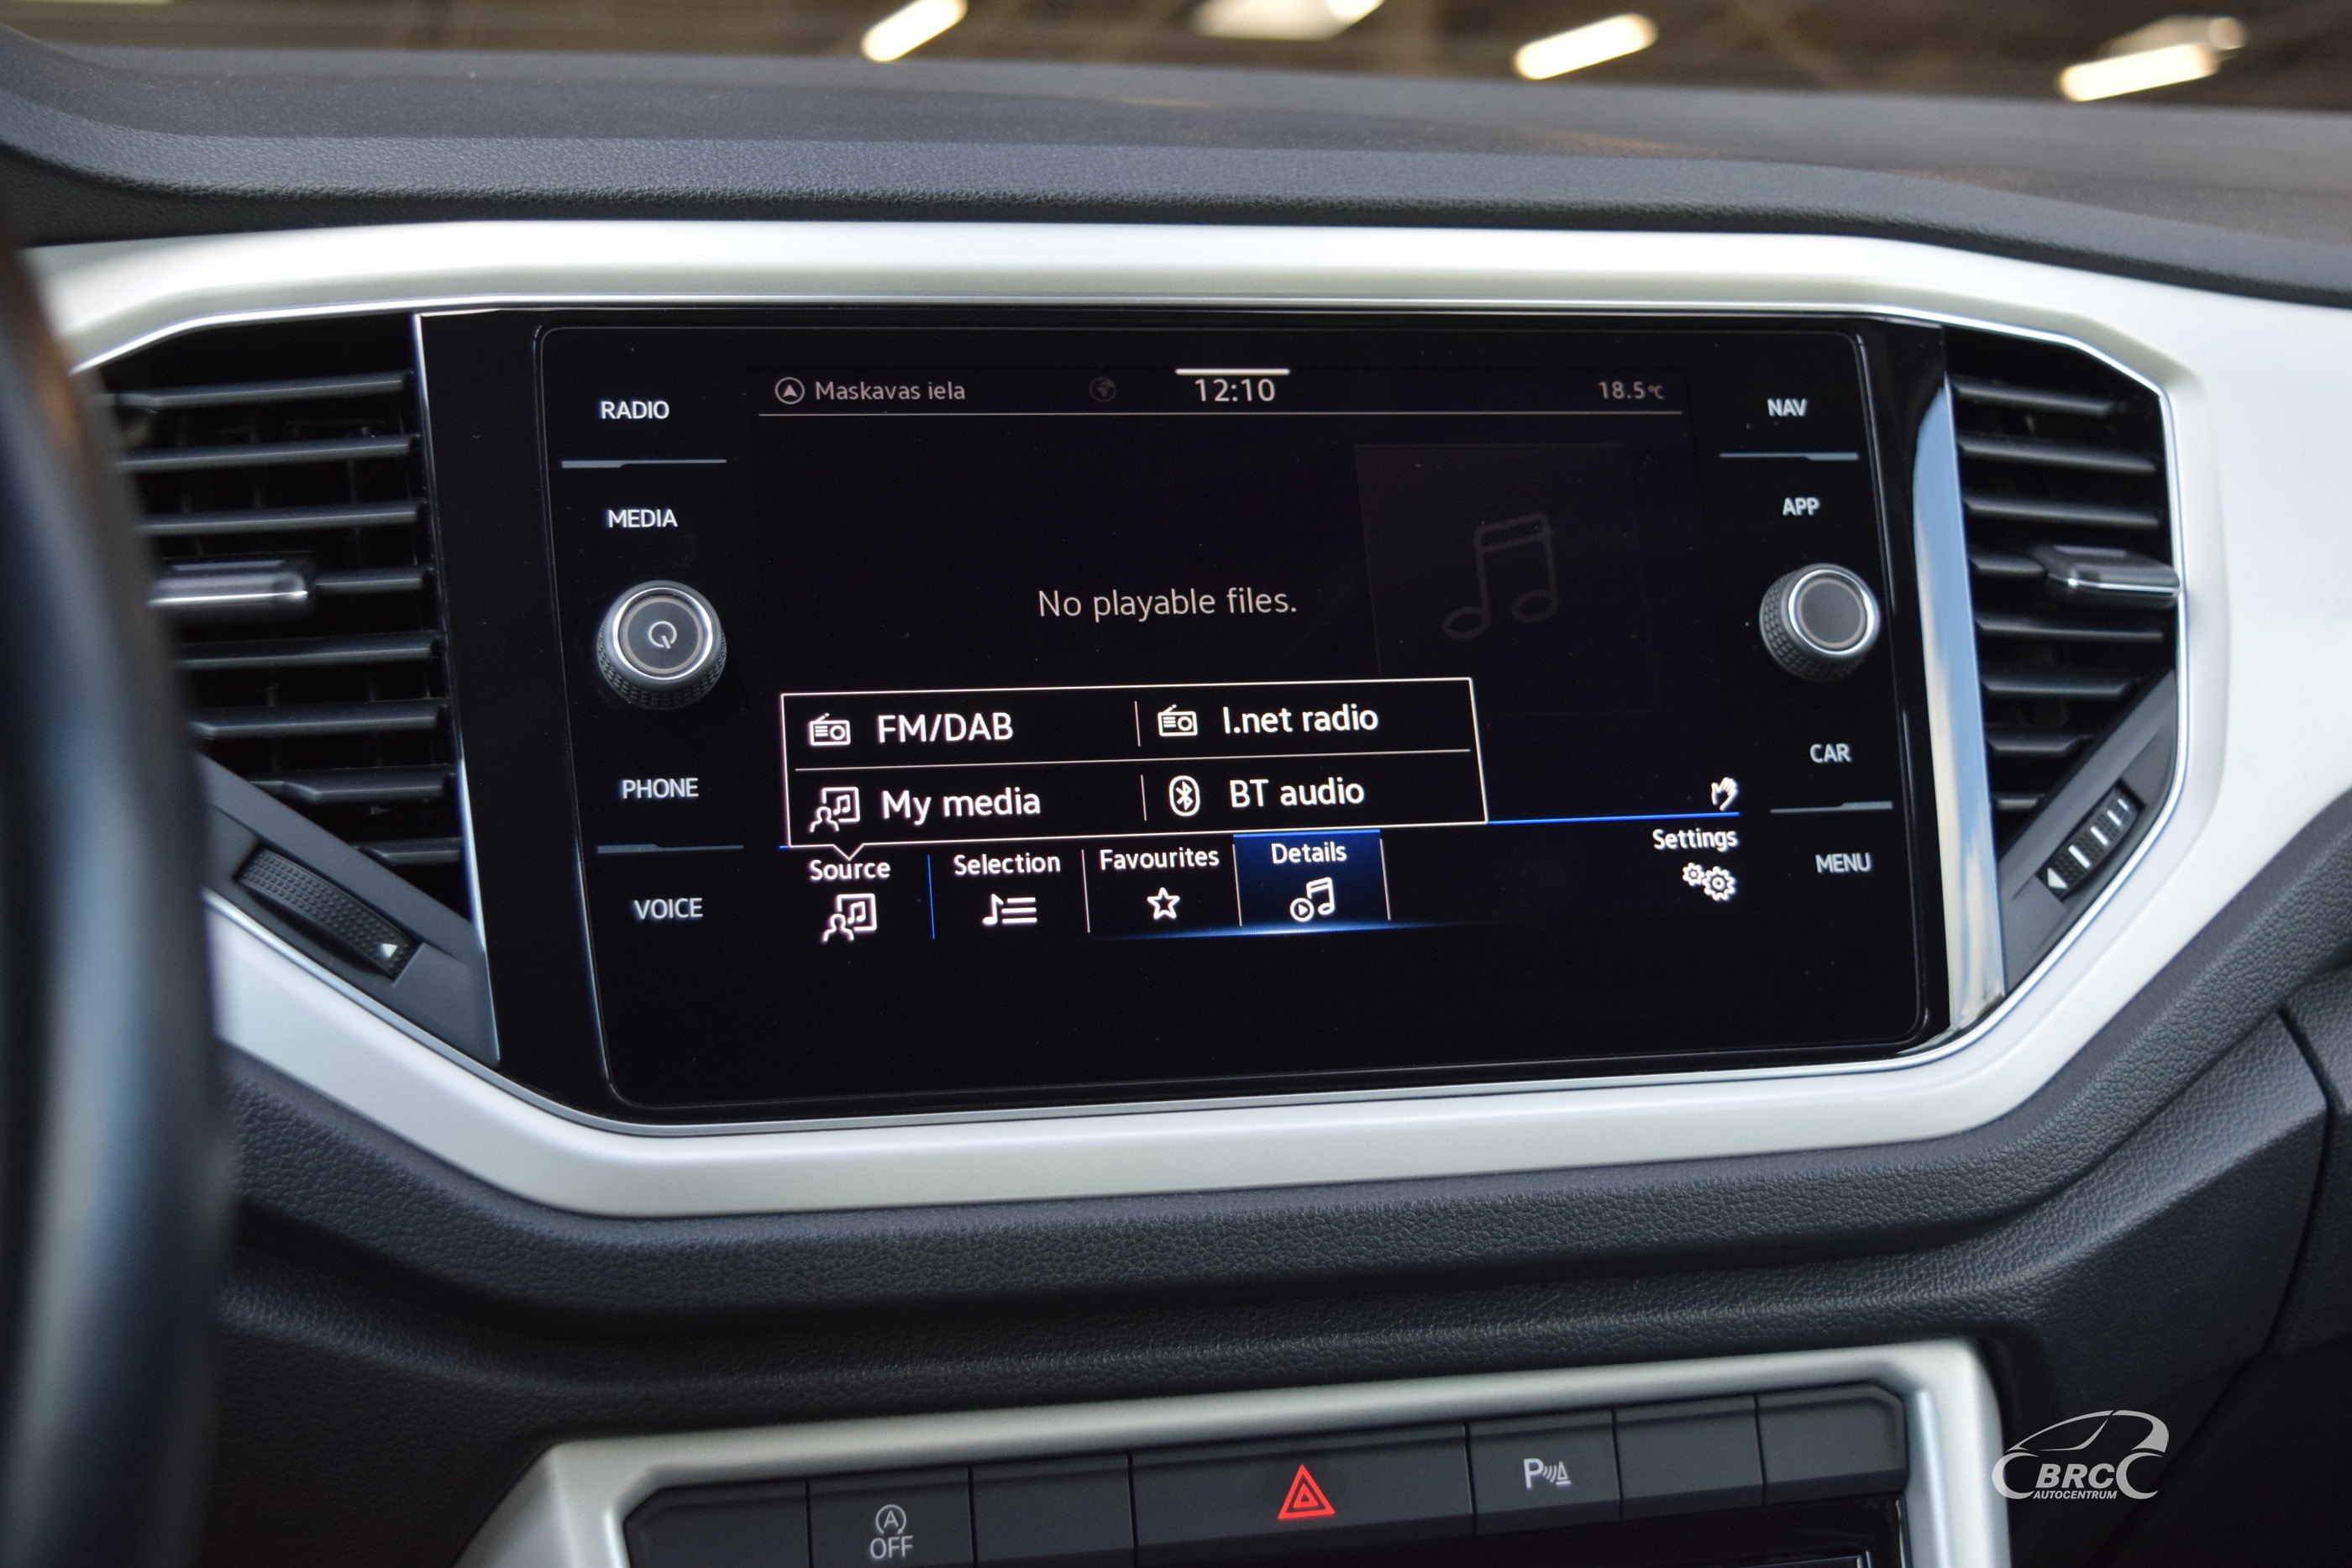 Maskavas iela
12:10
18.5°C
RADIO
MEDIA
PHONE
VOICE
NAV
APP
CAR
MENU
No playable files.
FM/DAB
I.net radio
My media
BT audio
Source
Selection
Favourites
Details
Settings
A
OFF
P
BRC
AUTOCENTRUM